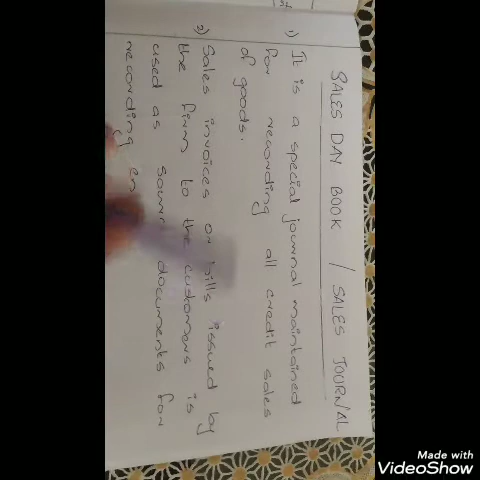 SALES DAY BOOK / SALES JOURNAL
1) It is a special journal maintained
for recording all credit sales
of goods.
2) Sales invoices or bills issued by
the firm to the customers is
used as documents for
recording en
Made with
VideoShow